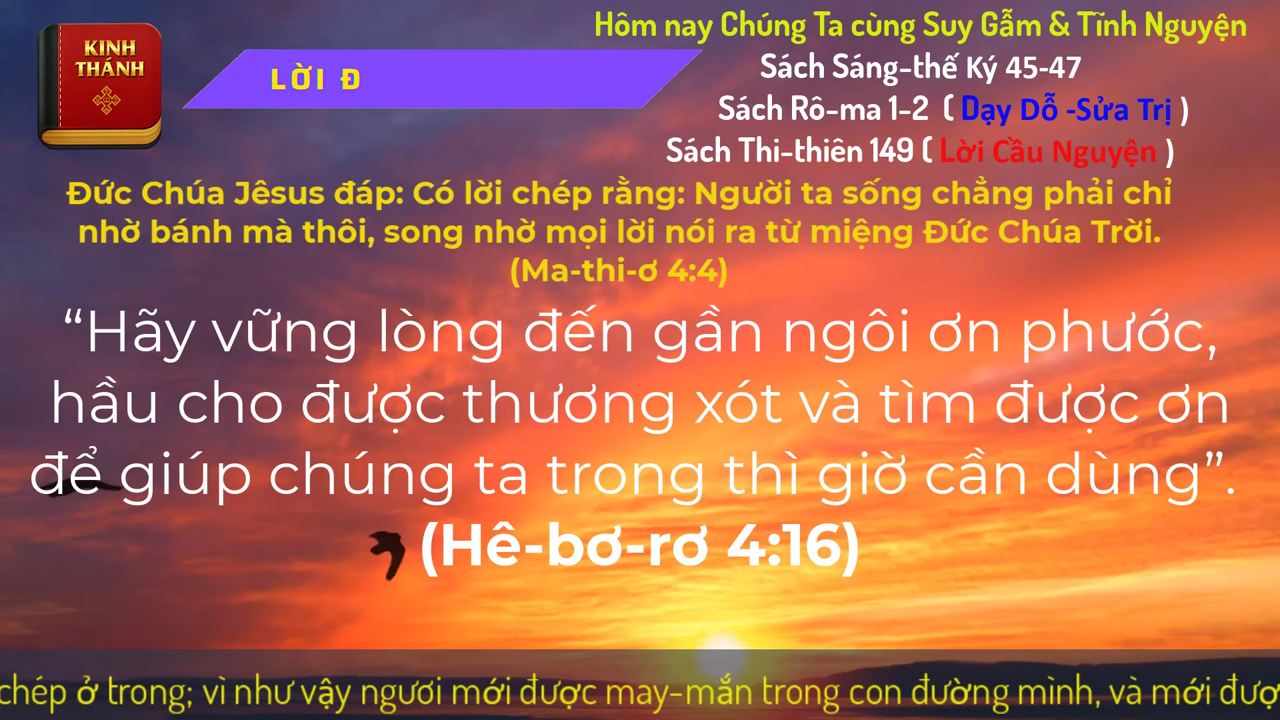 KINH
THÁNH
LỜI Đ
Hôm nay Chúng Ta cùng Suy Gẫm & Tĩnh Nguyện
Sách Sáng-thế Ký 45-47
Sách Rô-ma 1-2 ( Dạy Dỗ -Sửa Trị )
Sách Thi-thiên 149 ( Lời Cầu Nguyện )
Đức Chúa Jêsus đáp: Có lời chép rằng: Người ta sống chẳng phải chỉ
nhờ bánh mà thôi, song nhờ mọi lời nói ra từ miệng Đức Chúa Trời.
(Ma-thi-ơ 4:4)
“Hãy vững lòng đến gần ngôi ơn phước,
hầu cho được thương xót và tìm được ơn
để giúp chúng ta trong thì giờ cần dùng”.
(Hê-bơ-rơ 4:16)
chép ở trong; vì như vậy ngươi mới được may-mắn trong con đường mình, và mới đượ